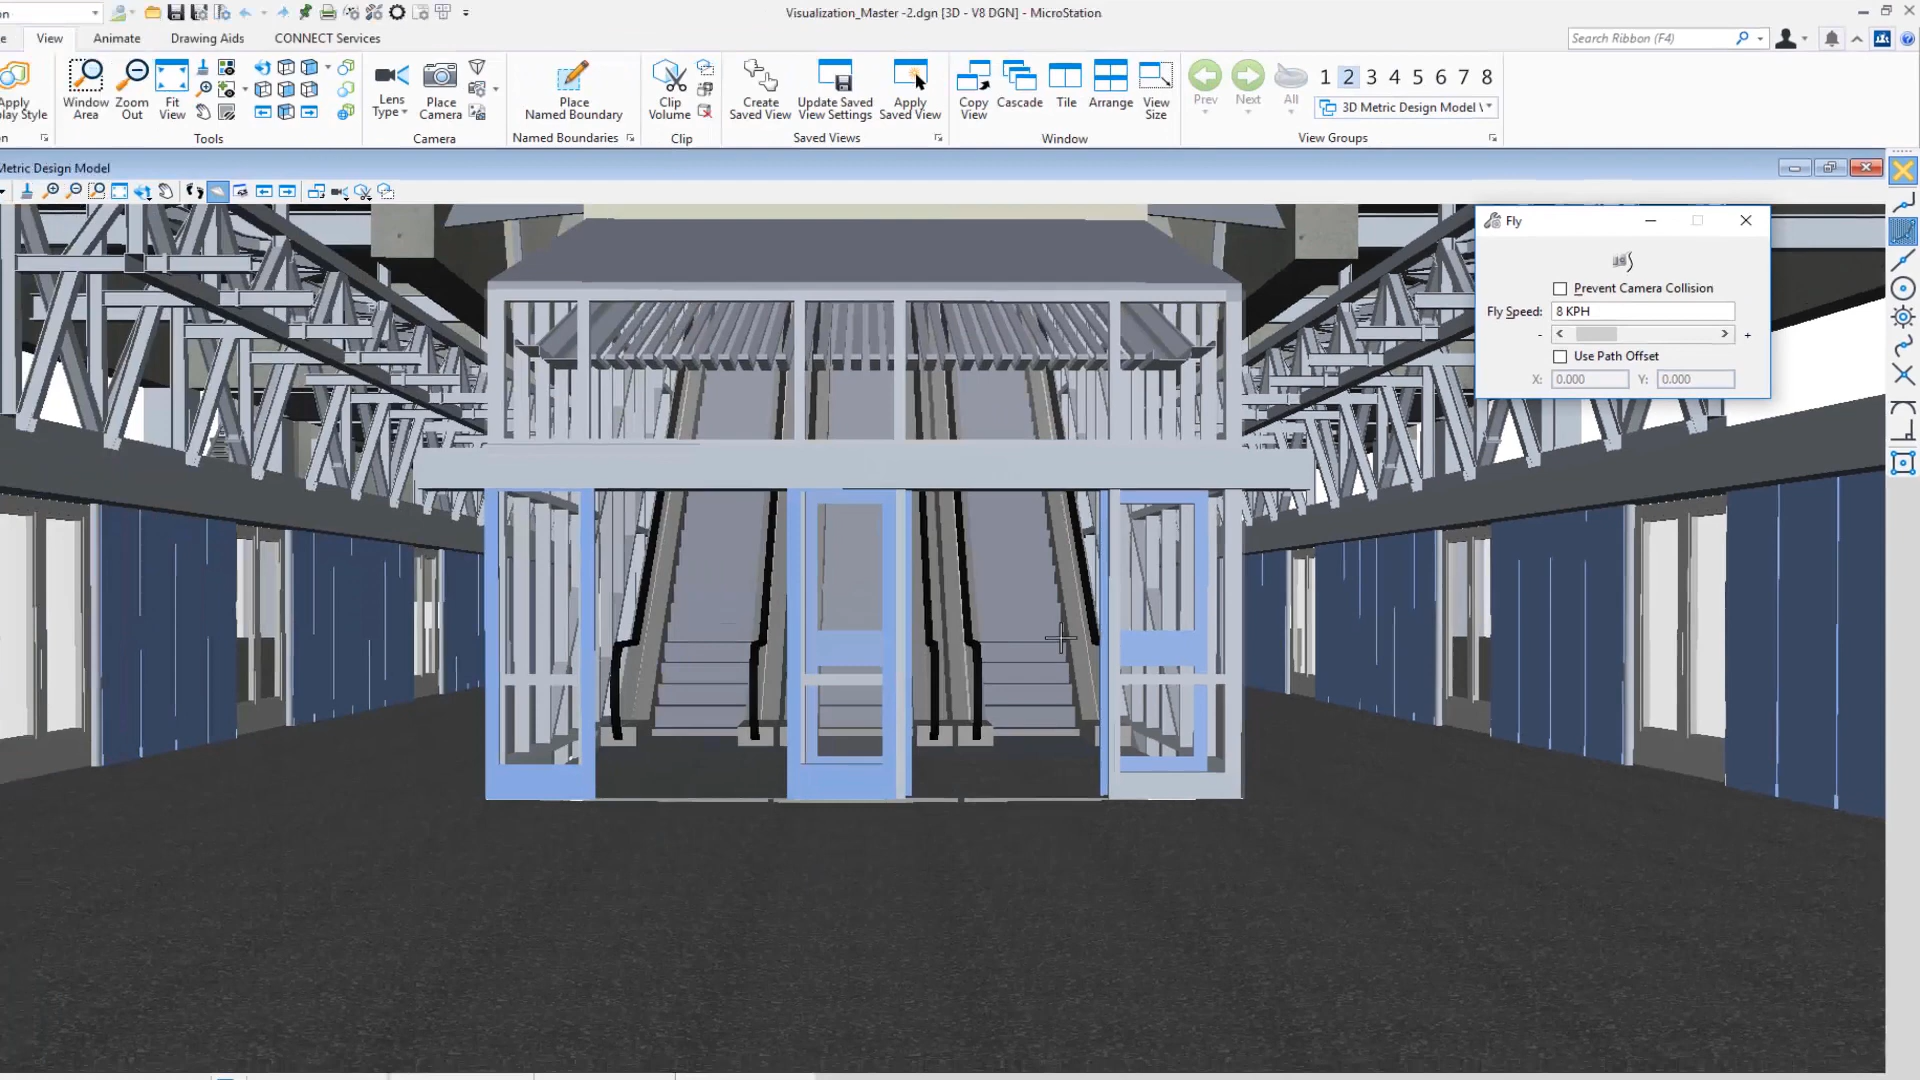 on
Visualization_Master -2.dgn [3D - V8 DGN] - MicroStation
e View Animate Drawing Aids CONNECT Services
Search Ribbon (F4)
Apply
play Style
Window
Area
Zoom
Out
Fit
View
Lens
Type
Place
Camera
Place
Named Boundary
Clip
Volume
Create
Saved View
Update Saved
View Settings
Apply
Saved View
Copy
View
Cascade
Tile
Arrange
View
Size
Prev
Next
All
1 2 3 4 5 6 7 8
3D Metric Design Model \
on Tools Camera Named Boundaries Clip Saved Views Window View Groups
Metric Design Model
Fly
Prevent Camera Collision
Fly Speed: 8 KPH
- < > +
Use Path Offset
X: 0.000 Y: 0.000